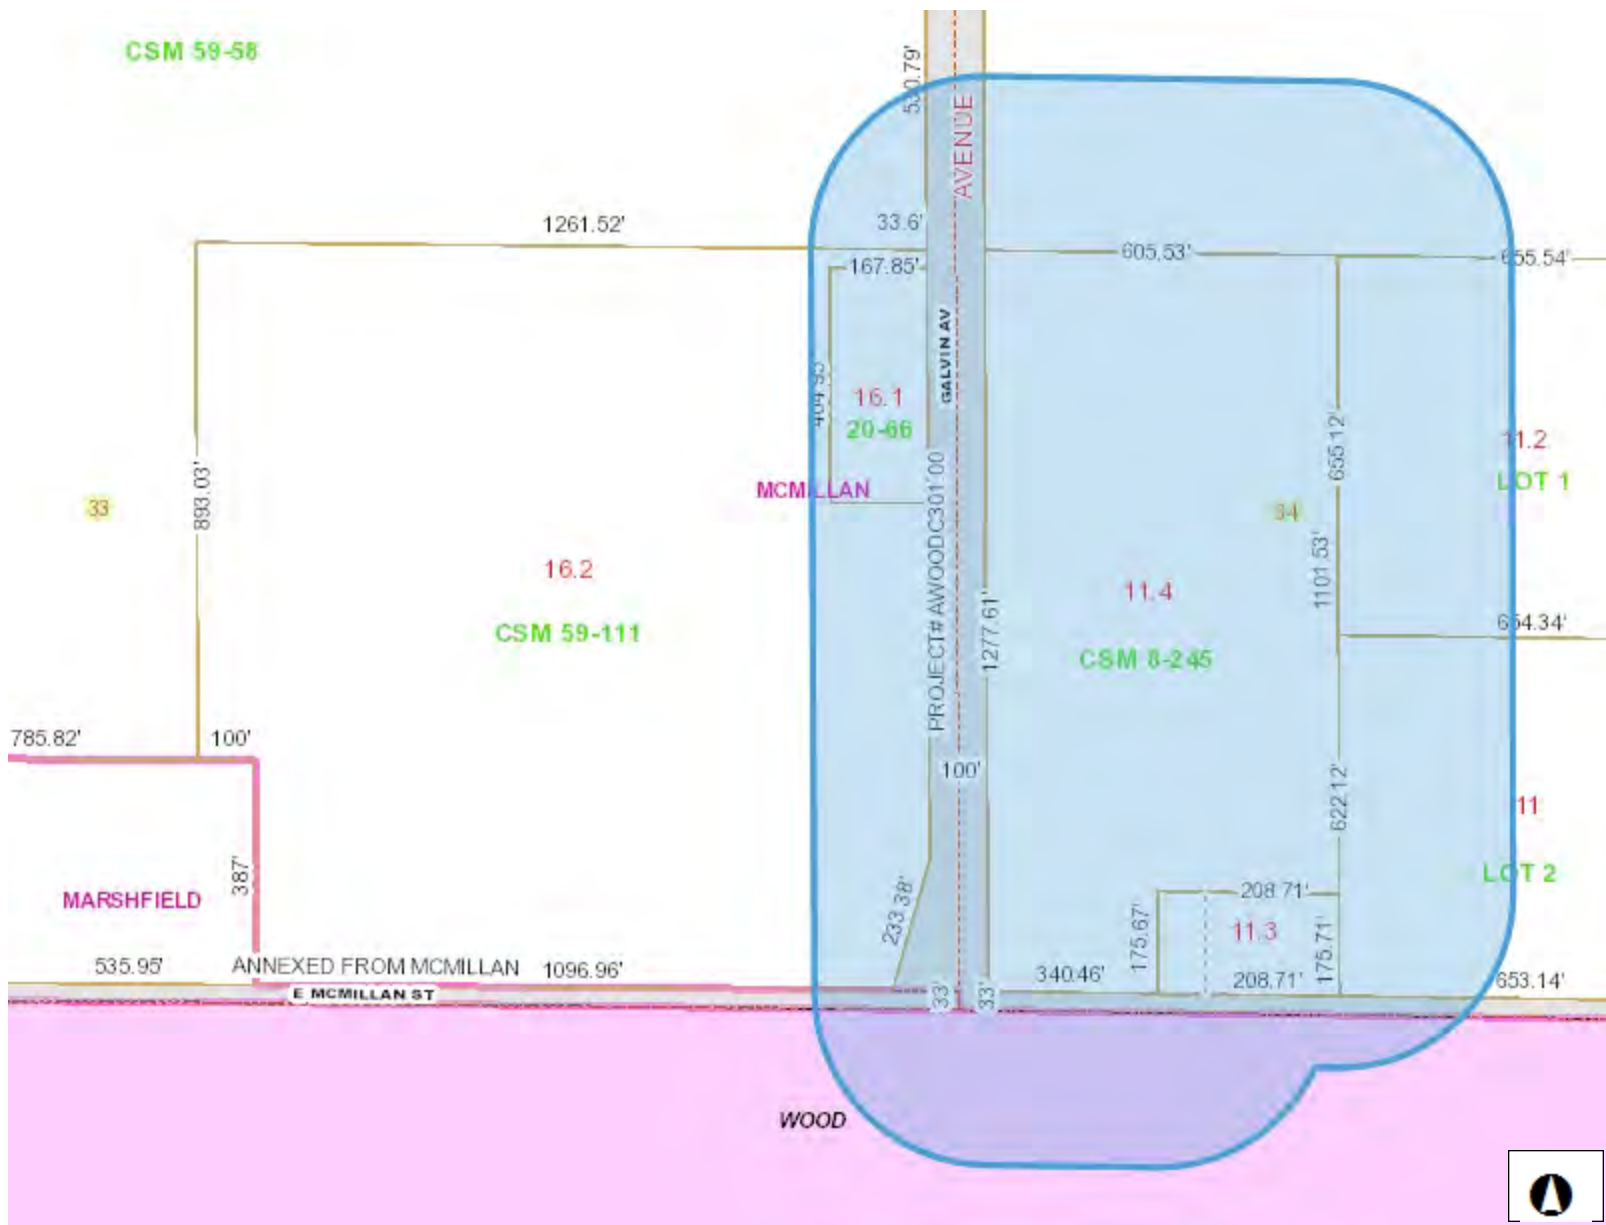 CSM 59-58
530.79'
AVENUE
1261.52'
33.6'
605.53'
655.54'
167.85'
GALVIN AV
16.1
20-66
11.2
LOT 1
655.12'
893.03'
33
MCMILLAN
34
PROJECT# AWOODC301 00
16.2
11.4
1101.53'
CSM 59-111
1277.61'
CSM 8-245
654.34'
785.82'
100'
100'
622.12'
11
387'
MARSHFIELD
233.38'
208.71'
LOT 2
175.67'
11.3
175.71'
535.95'
ANNEXED FROM MCMILLAN
1096.96'
340.46'
208.71'
653.14'
E MCMILLAN ST
33'
33'
WOOD